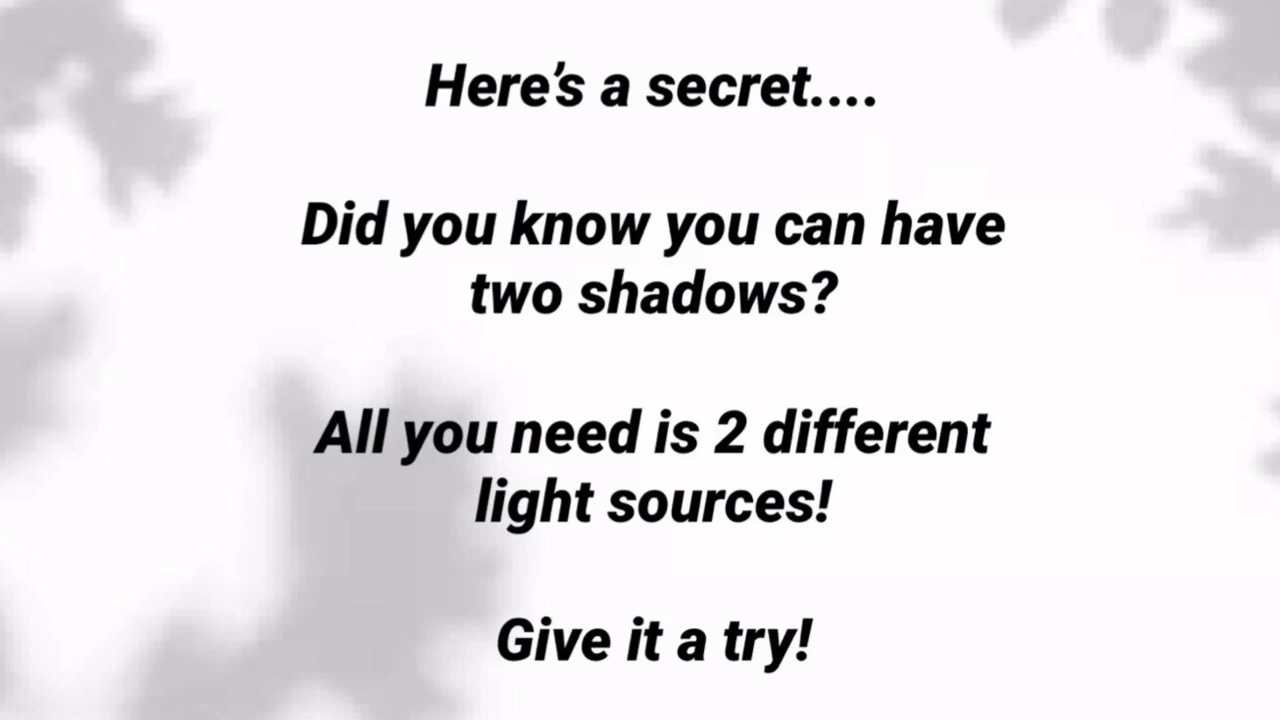 Here’s a secret....
Did you know you can have
two shadows?
All you need is 2 different
light sources!
Give it a try!